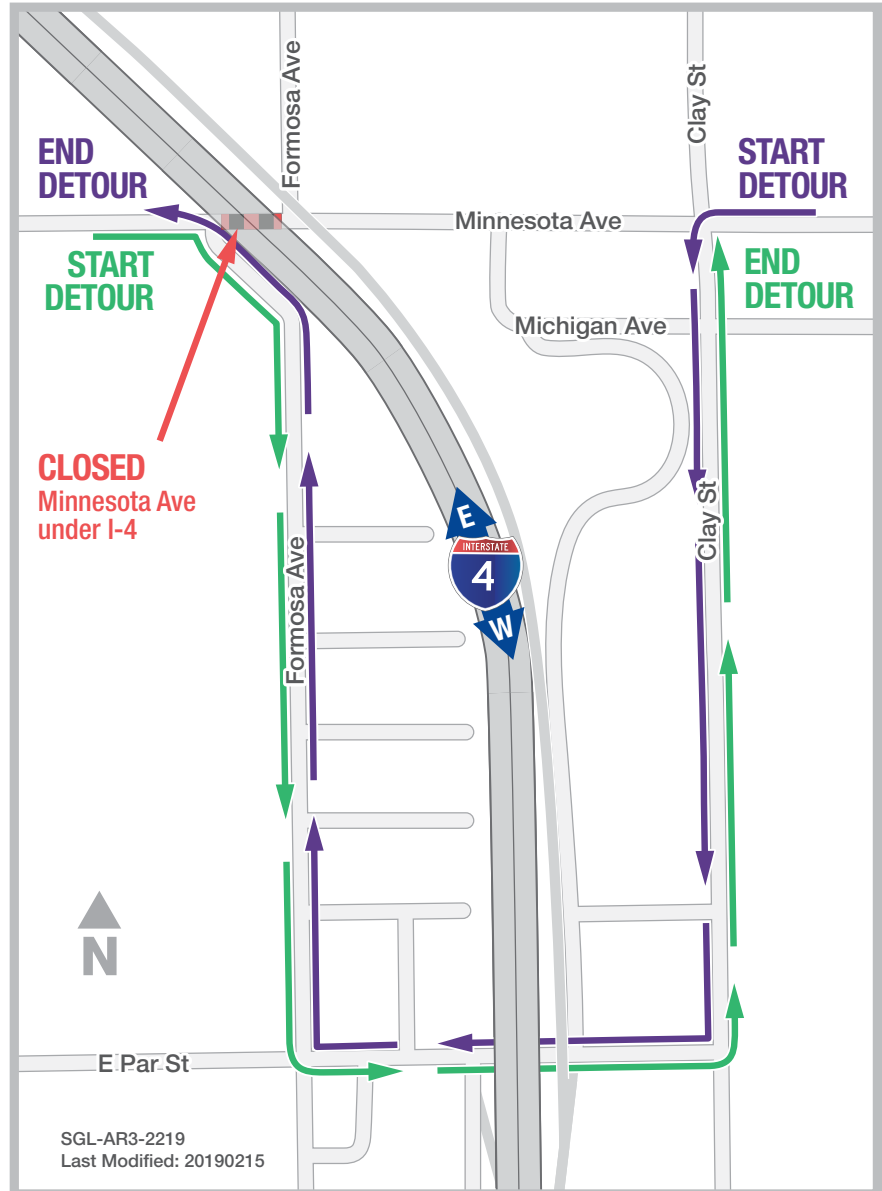 Formosa Ave
Clay St
END
DETOUR
START
DETOUR
Minnesota Ave
START
DETOUR
END
DETOUR
Michigan Ave
CLOSED
Minnesota Ave
under I-4
E
INTERSTATE
4
W
Clay St
Formosa Ave
N
E Par St
SGL-AR3-2219
Last Modified: 20190215